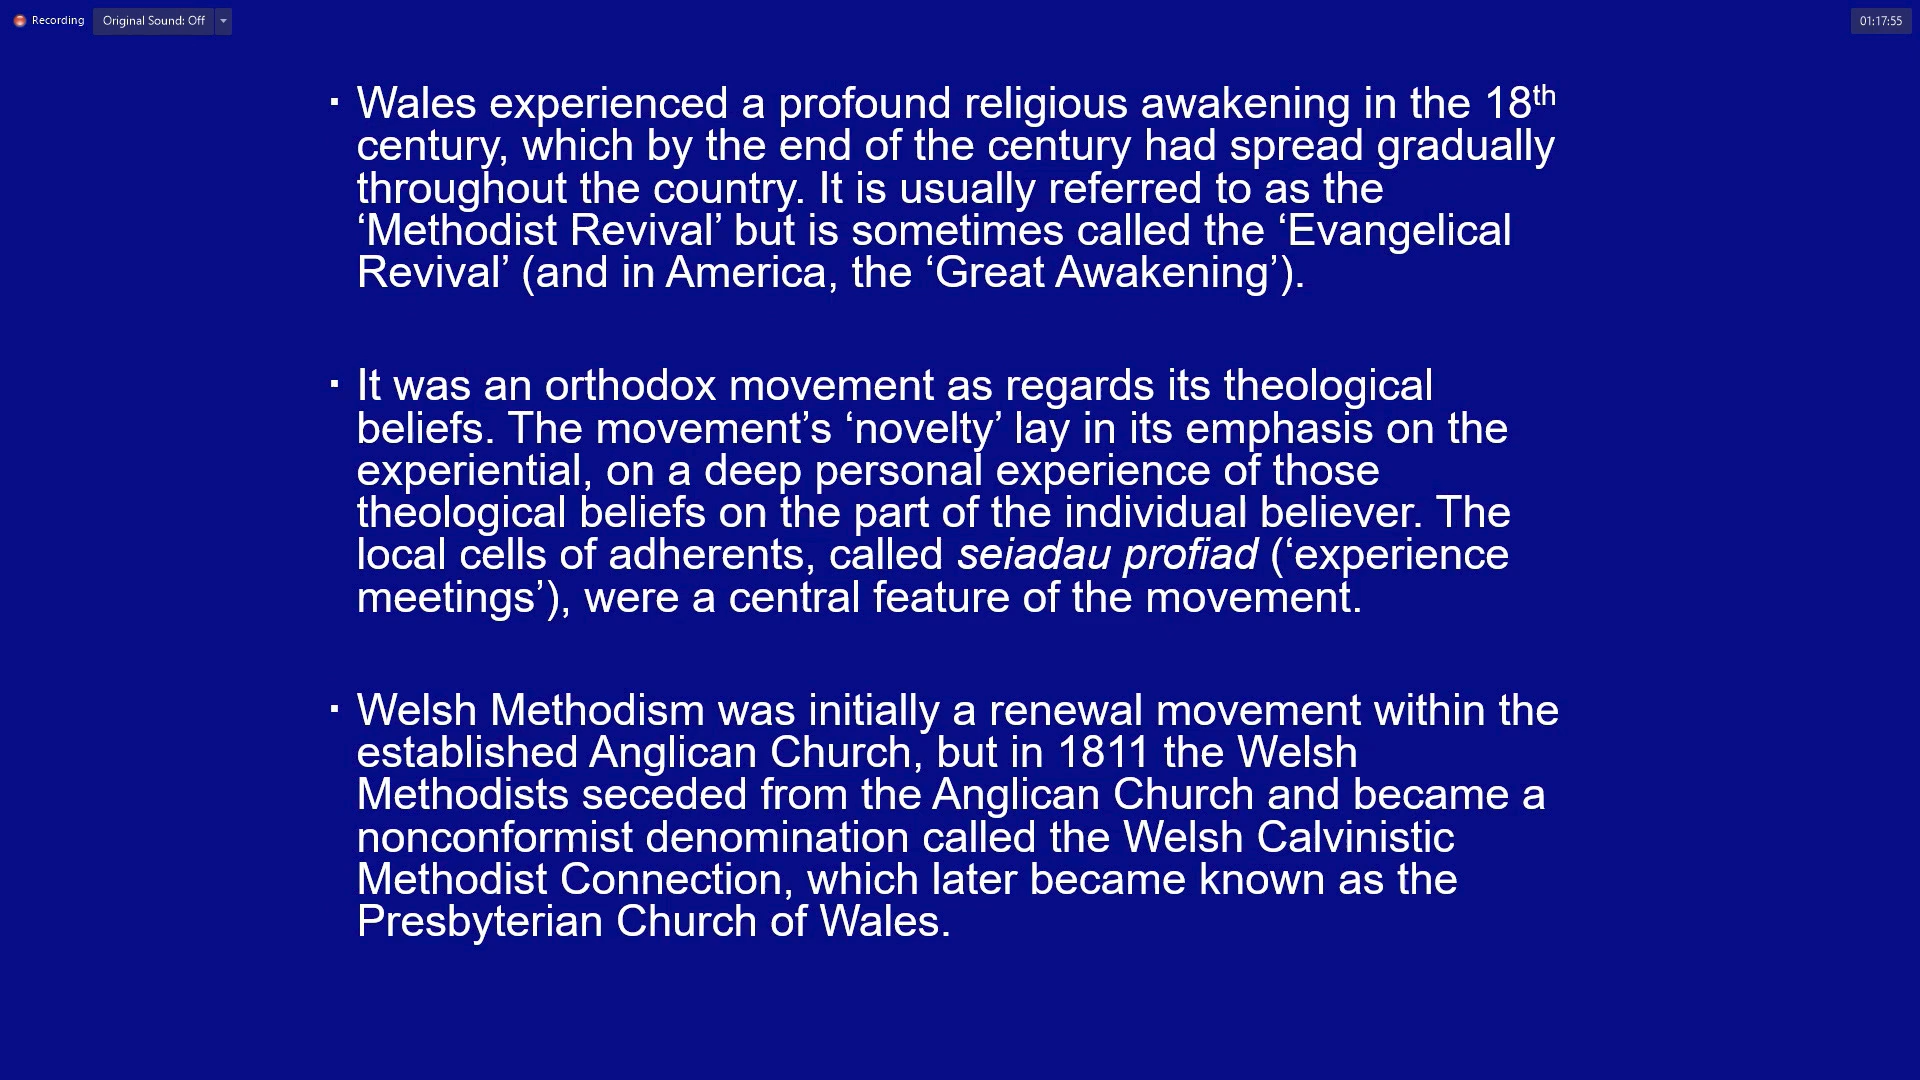 Recording
Original Sound: Off
01:17:55
▪ Wales experienced a profound religious awakening in the 18th
century, which by the end of the century had spread gradually
throughout the country. It is usually referred to as the
‘Methodist Revival’ but is sometimes called the ‘Evangelical
Revival’ (and in America, the ‘Great Awakening’).
▪ It was an orthodox movement as regards its theological
beliefs. The movement’s ‘novelty’ lay in its emphasis on the
experiential, on a deep personal experience of those
theological beliefs on the part of the individual believer. The
local cells of adherents, called seiadau profiad (‘experience
meetings’), were a central feature of the movement.
▪ Welsh Methodism was initially a renewal movement within the
established Anglican Church, but in 1811 the Welsh
Methodists seceded from the Anglican Church and became a
nonconformist denomination called the Welsh Calvinistic
Methodist Connection, which later became known as the
Presbyterian Church of Wales.